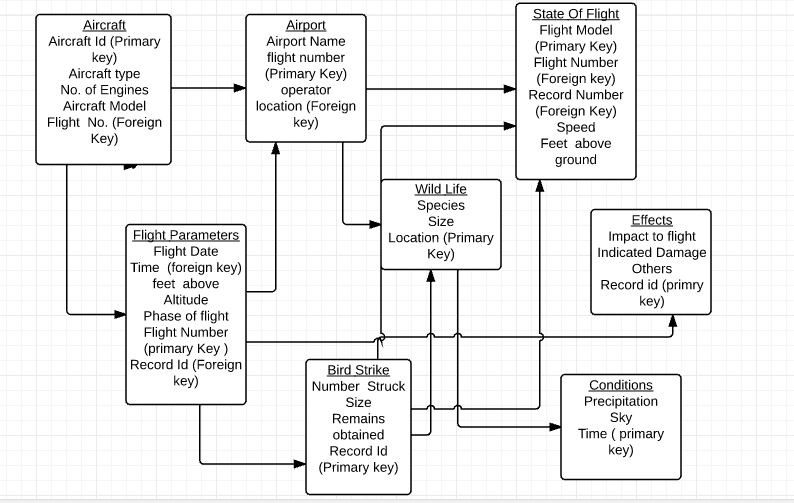 Aircraft
Aircraft Id (Primary
key)
Aircraft type
No. of Engines
Aircraft Model
Flight No. (Foreign
Key)
Airport
Airport Name
flight number
(Primary Key)
operator
location (Foreign
key)
State Of Flight
Flight Model
(Primary Key)
Flight Number
(Foreign key)
Record Number
(Foreign Key)
Speed
Feet above
ground
Wild Life
Species
Size
Location (Primary
Key)
Effects
Impact to flight
Indicated Damage
Others
Record id (primry
key)
Flight Parameters
Flight Date
Time (foreign key)
feet above
Altitude
Phase of flight
Flight Number
(primary Key )
Record Id (Foreign
key)
Bird Strike
Number Struck
Size
Remains
obtained
Record Id
(Primary key)
Conditions
Precipitation
Sky
Time ( primary
key)